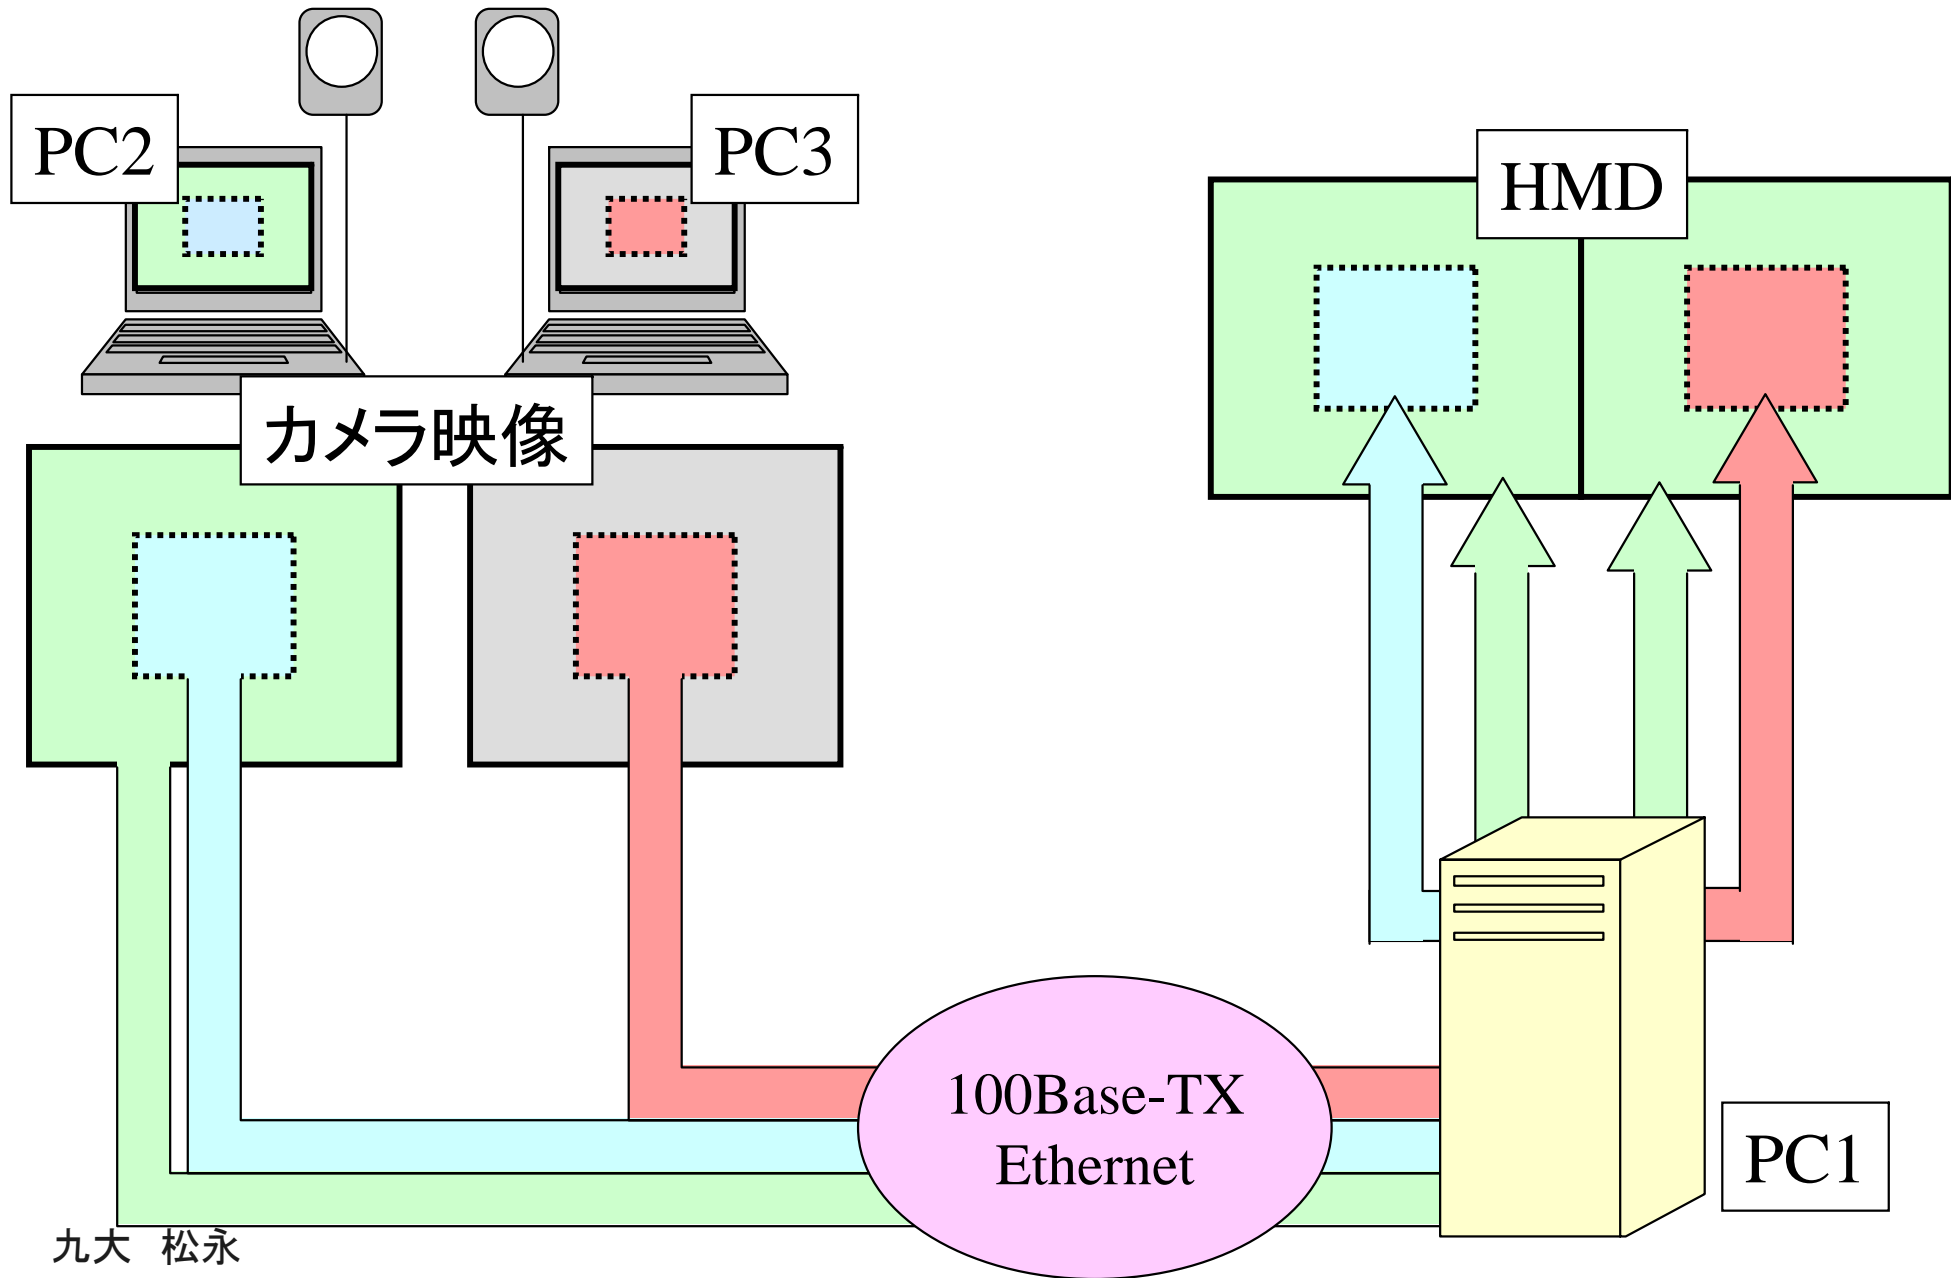 PC2
PC3
HMD
カメラ映像
100Base-TX
Ethernet
PC1
九大　松永